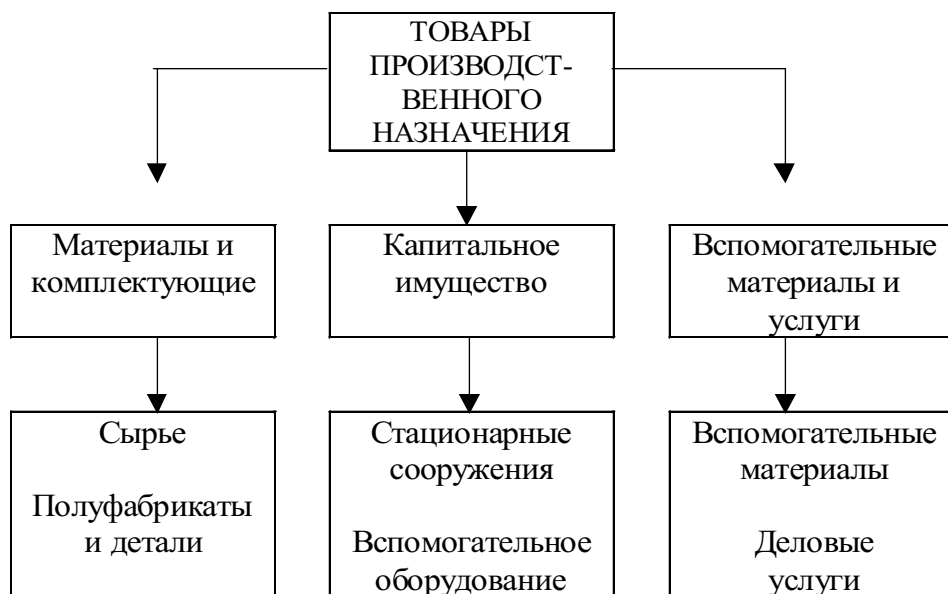 ТОВАРЫ
ПРОИЗВОДСТ-
ВЕННОГО
НАЗНАЧЕНИЯ
Материалы и
комплектующие
Капитальное
имущество
Вспомогательные
материалы и
услуги
Сырье
Полуфабрикаты
и детали
Стационарные
сооружения
Вспомогательное
оборудование
Вспомогательные
материалы
Деловые
услуги